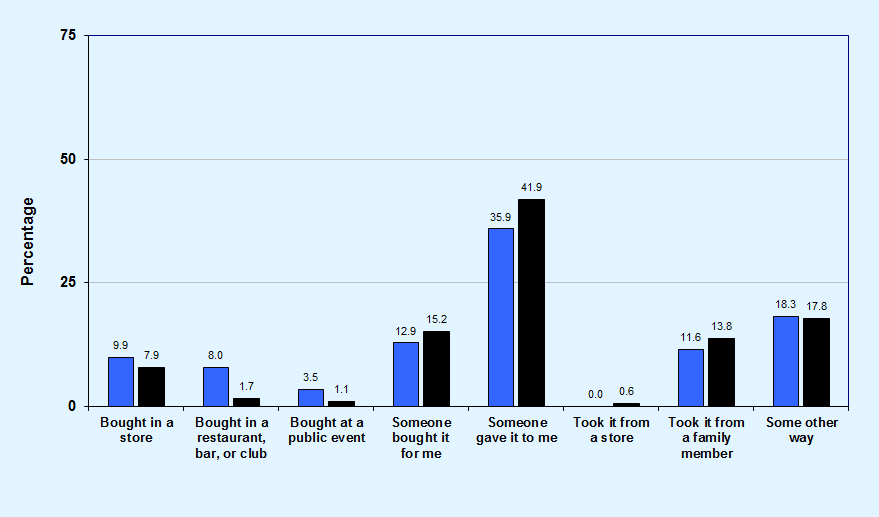 75
50
25
0
Percentage
9.9
7.9
8.0
1.7
3.5
1.1
12.9
15.2
35.9
41.9
0.0
0.6
11.6
13.8
18.3
17.8
Bought in a
store
Bought in a
restaurant,
bar, or club
Bought at a
public event
Someone
bought it
for me
Someone
gave it to me
Took it from
a store
Took it from
a family
member
Some other
way